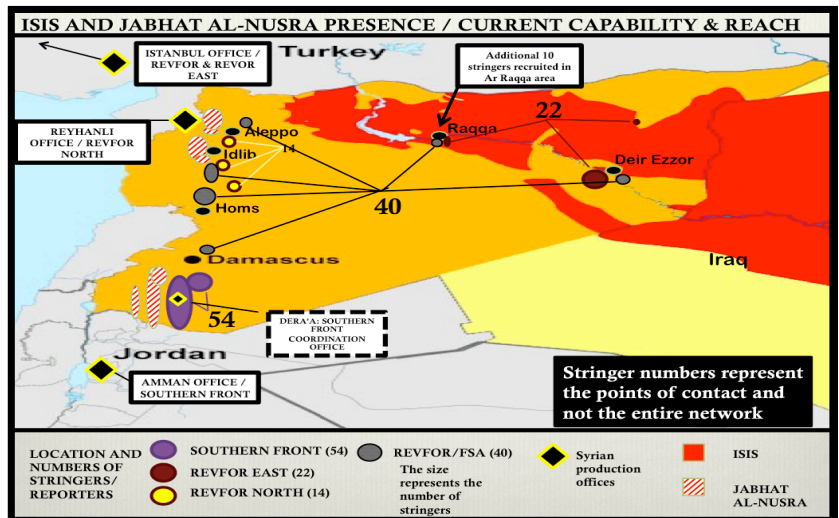 ISIS AND JABHAT AL-NUSRA PRESENCE / CURRENT CAPABILITY & REACH
ISTANBUL OFFICE /
REVFOR & REVOR
EAST
Turkey
Additional 10
stringers recruited in
Ar Raqqa area
REYHANLI
OFFICE / REVFOR
NORTH
Aleppo
Idlib
14
Raqqa
22
Deir Ezzor
Homs
40
Damascus
Iraq
54
DERA'A: SOUTHERN
FRONT
COORDINATION
OFFICE
Jordan
AMMAN OFFICE /
SOUTHERN FRONT
Stringer numbers represent
the points of contact and
not the entire network
LOCATION AND
NUMBERS OF
STRINGERS/
REPORTERS
SOUTHERN FRONT (54)
REVFOR EAST (22)
REVFOR NORTH (14)
REVFOR/FSA (40)
The size
represents the
number of
stringers
Syrian
production
offices
ISIS
JABHAT
AL-NUSRA